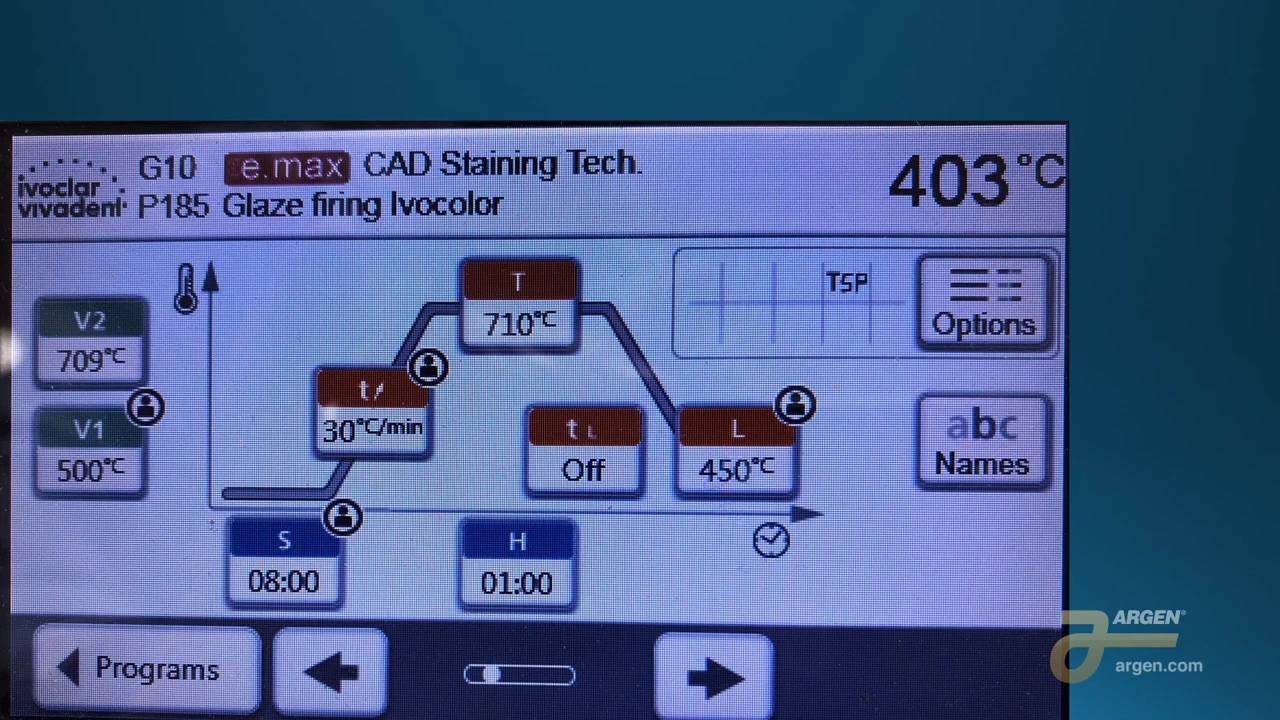 ivoclar
vivadent
G10 e.max CAD Staining Tech.
P185 Glaze firing Ivocolor
403°C
V2
709°C
V1
500°C
T
710°C
t
30°C/min
t L
Off
L
450°C
S
08:00
H
01:00
TSP
Options
abc
Names
Programs
ARGEN®
argen.com